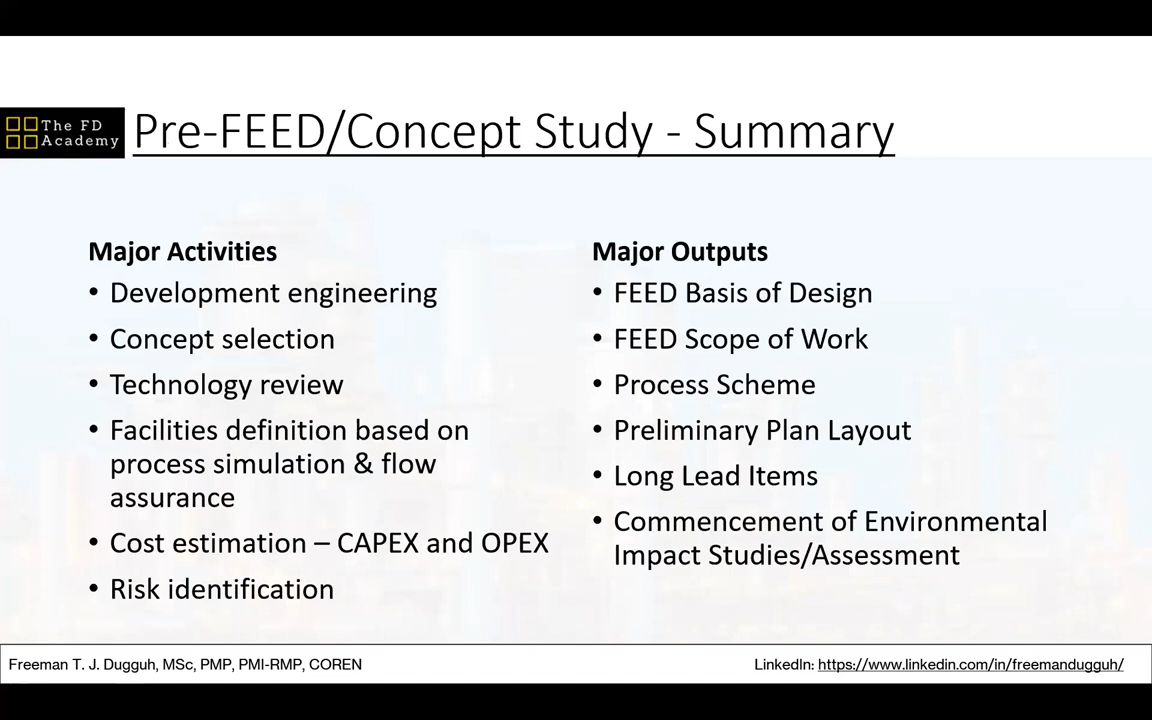 The FD
Academy
Pre-FEED/Concept Study - Summary
Major Activities
• Development engineering
• Concept selection
• Technology review
• Facilities definition based on
process simulation & flow
assurance
• Cost estimation – CAPEX and OPEX
• Risk identification
Major Outputs
• FEED Basis of Design
• FEED Scope of Work
• Process Scheme
• Preliminary Plan Layout
• Long Lead Items
• Commencement of Environmental
Impact Studies/Assessment
Freeman T. J. Dugguh, MSc, PMP, PMI-RMP, COREN
LinkedIn: https://www.linkedin.com/in/freemandugguh/